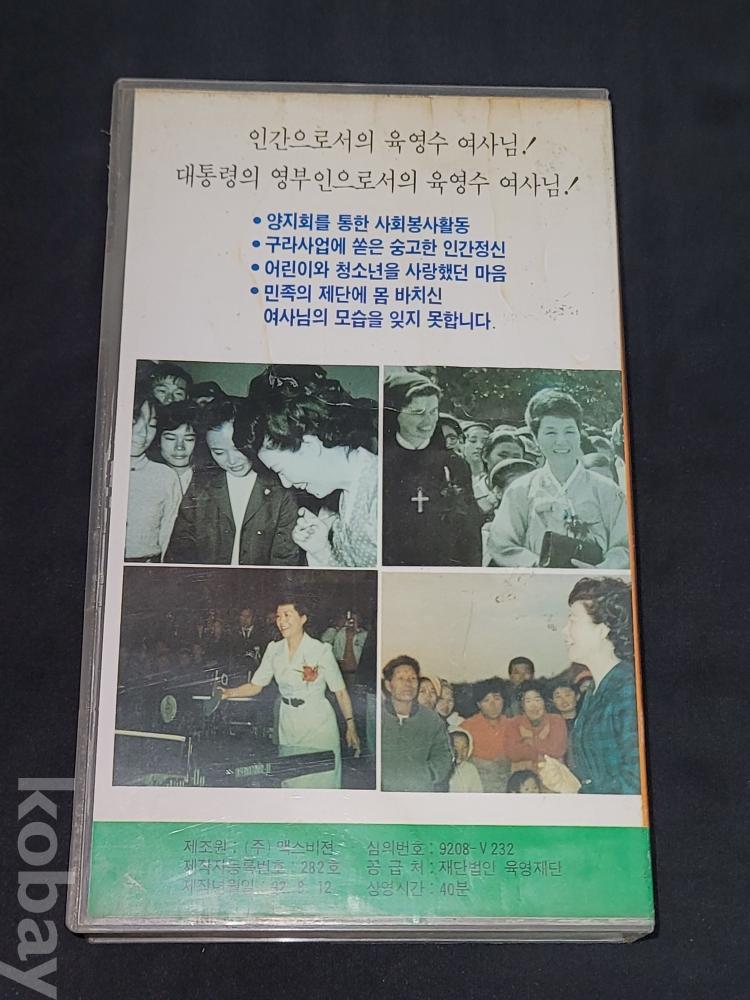 인간으로서의 육영수 여사님!
대통령의 영부인으로서의 육영수 여사님!
• 양지회를 통한 사회봉사활동
• 구라사업에 쏟은 숭고한 인간정신
• 어린이와 청소년을 사랑했던 마음
• 민족의 제단에 몸 바치신
여사님의 모습을 잊지 못합니다.
제조원 : (주) 맥스비젼 심의번호 : 9208-V 232
제작자등록번호 : 282호 공 급 처 : 재단법인 육영재단
제작년월일 : 92. 8. 12 상영시간 : 40분
kobay